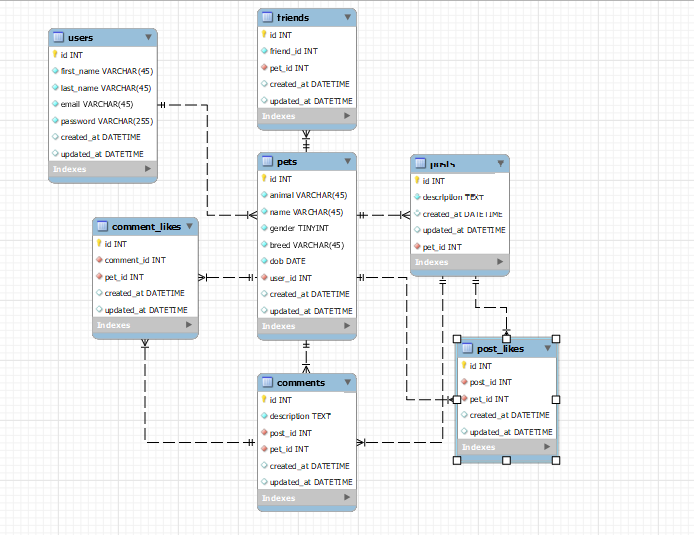 users
id INT
first_name VARCHAR(45)
last_name VARCHAR(45)
email VARCHAR(45)
password VARCHAR(255)
created_at DATETIME
updated_at DATETIME
Indexes
friends
id INT
friend_id INT
pet_id INT
created_at DATETIME
updated_at DATETIME
Indexes
pets
id INT
animal VARCHAR(45)
name VARCHAR(45)
gender TINYINT
breed VARCHAR(45)
dob DATE
user_id INT
created_at DATETIME
updated_at DATETIME
Indexes
posts
id INT
description TEXT
created_at DATETIME
updated_at DATETIME
pet_id INT
Indexes
comment_likes
id INT
comment_id INT
pet_id INT
created_at DATETIME
updated_at DATETIME
Indexes
comments
id INT
description TEXT
post_id INT
pet_id INT
created_at DATETIME
updated_at DATETIME
Indexes
post_likes
id INT
post_id INT
pet_id INT
created_at DATETIME
updated_at DATETIME
Indexes